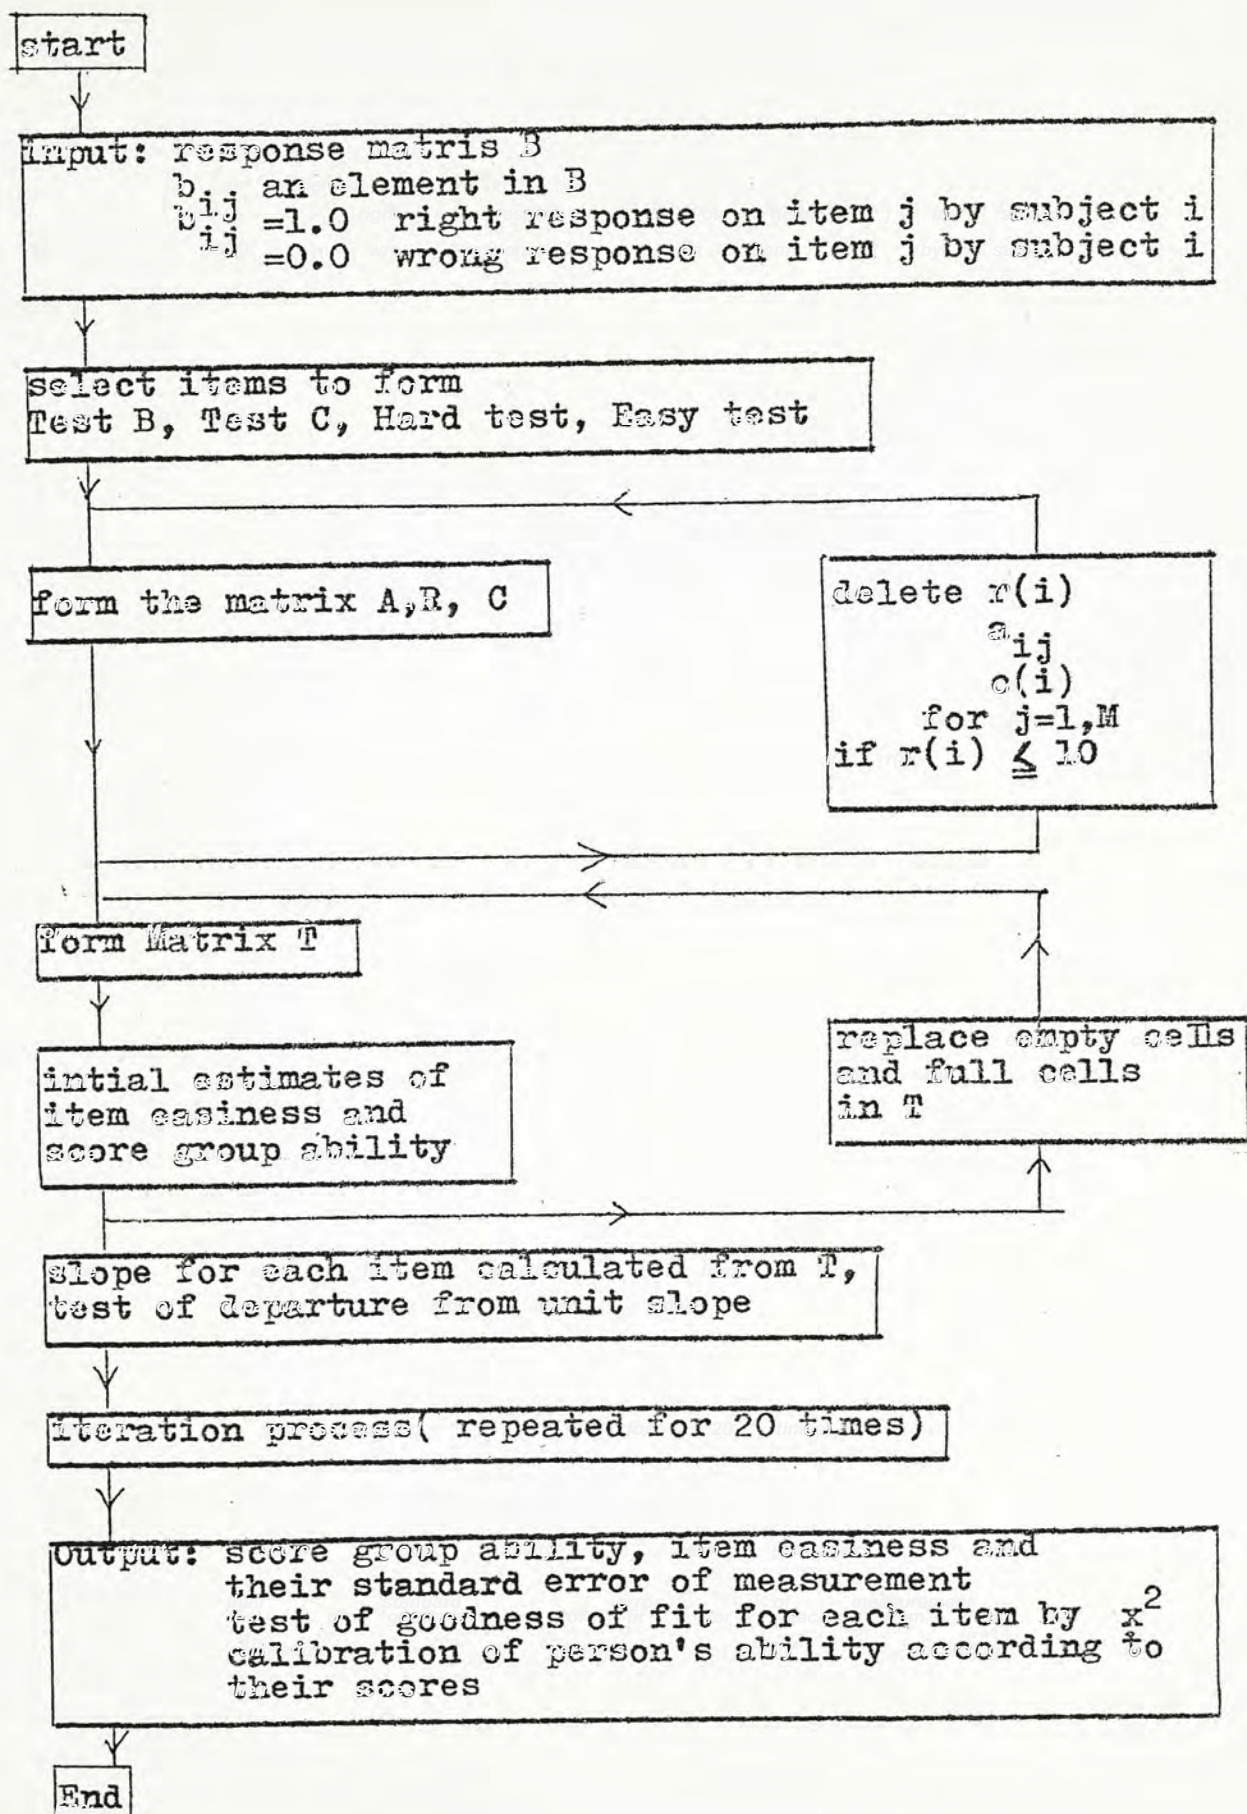 start
input: response matris B
b_ij an element in B
b_ij =1.0 right response on item j by subject i
=0.0 wrong response on item j by subject i
select items to form
Test B, Test C, Hard test, Easy test
form the matrix A,R, C
delete r(i)
a_ij
c(i)
for j=1,M
if r(i) ≦ 10
form Matrix T
intial estimates of
item easiness and
score group ability
replace empty cells
and full cells
in T
slope for each item calculated from T,
test of departure from unit slope
iteration process( repeated for 20 times)
Output: score group ability, item easiness and
their standard error of measurement
test of goodness of fit for each item by x²
calibration of person's ability according to
their scores
End